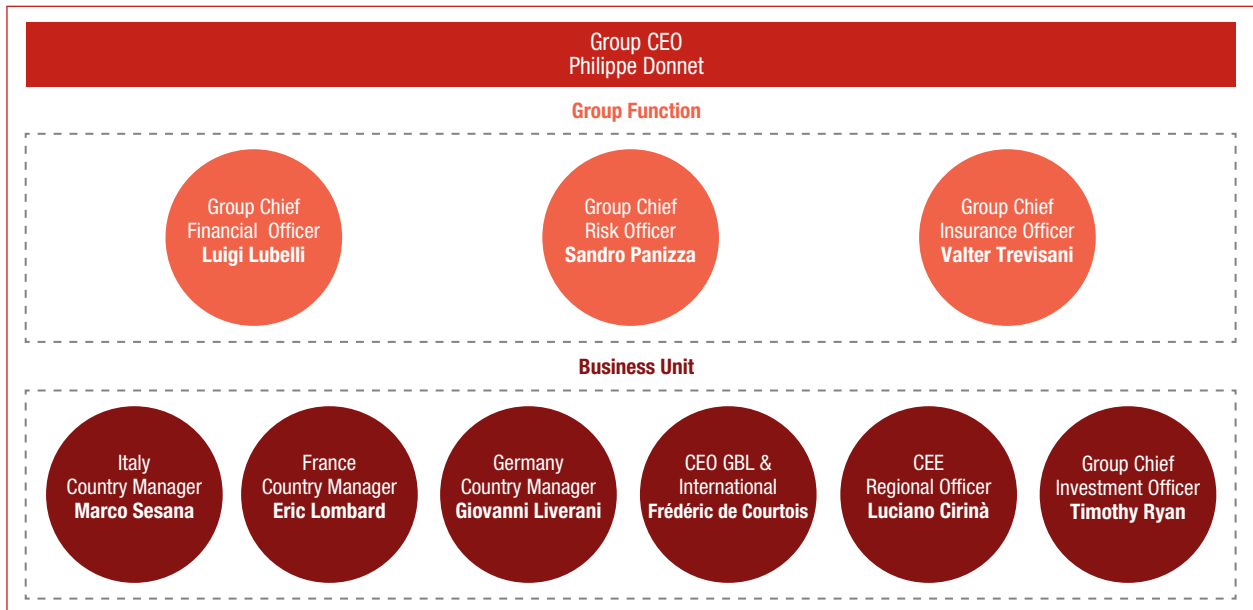 Group CEO
Philippe Donnet
Group Function
Group Chief
Financial Officer
Luigi Lubelli
Group Chief
Risk Officer
Sandro Panizza
Group Chief
Insurance Officer
Valter Trevisani
Business Unit
Italy
Country Manager
Marco Sesana
France
Country Manager
Eric Lombard
Germany
Country Manager
Giovanni Liverani
CEO GBL &
International
Frédéric de Courtois
CEE
Regional Officer
Luciano Cirinà
Group Chief
Investment Officer
Timothy Ryan